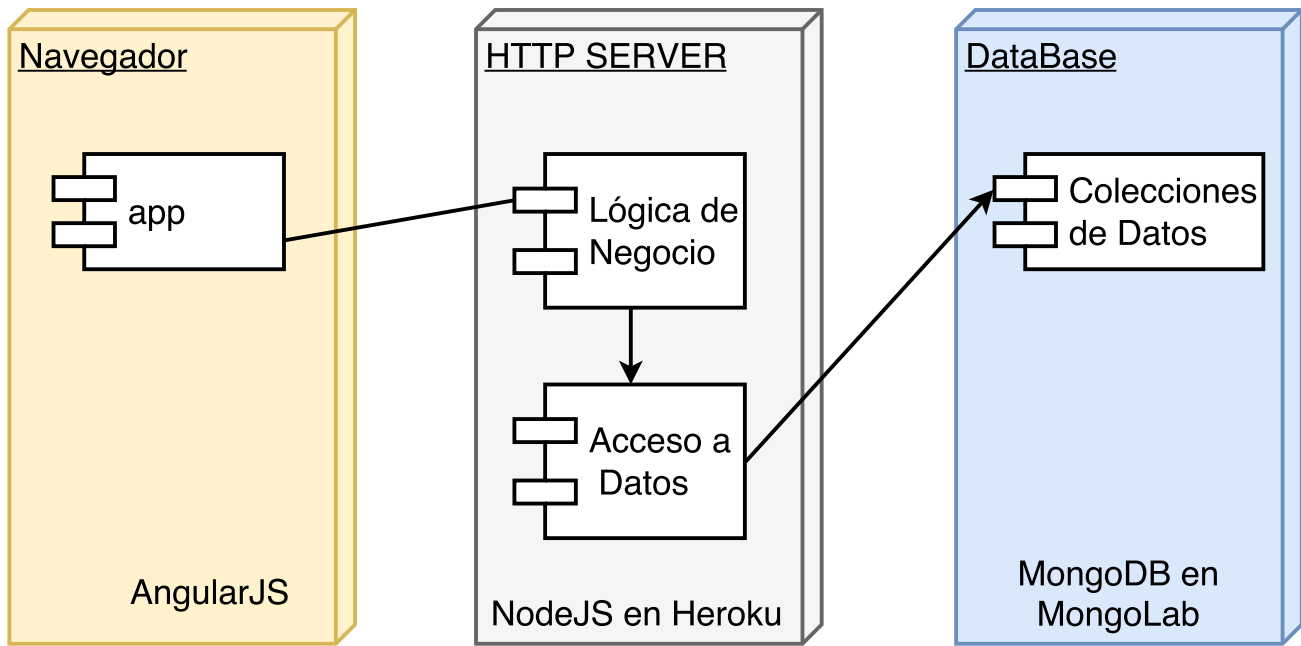 Navegador
app
AngularJS
HTTP SERVER
Lógica de
Negocio
Acceso a
Datos
NodeJS en Heroku
DataBase
Colecciones
de Datos
MongoDB en
MongoLab